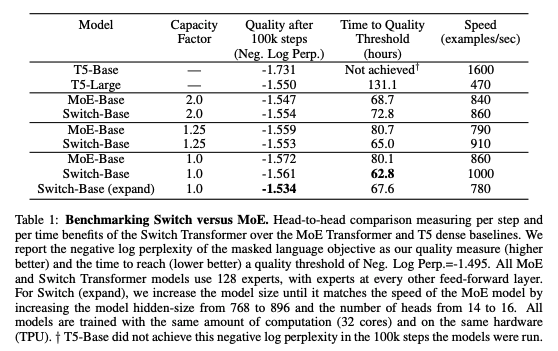 Model Capacity Quality after Time to Quality Speed
Factor 100k steps Threshold (examples/sec)
(Neg. Log Perp.) (hours)
T5-Base — -1.731 Not achieved† 1600
T5-Large — -1.550 131.1 470
MoE-Base 2.0 -1.547 68.7 840
Switch-Base 2.0 -1.554 72.8 860
MoE-Base 1.25 -1.559 80.7 790
Switch-Base 1.25 -1.553 65.0 910
MoE-Base 1.0 -1.572 80.1 860
Switch-Base 1.0 -1.561 62.8 1000
Switch-Base (expand) 1.0 -1.534 67.6 780
Table 1: Benchmarking Switch versus MoE. Head-to-head comparison measuring per step and
per time benefits of the Switch Transformer over the MoE Transformer and T5 dense baselines. We
report the negative log perplexity of the masked language objective as our quality measure (higher
better) and the time to reach (lower better) a quality threshold of Neg. Log Perp.=-1.495. All MoE
and Switch Transformer models use 128 experts, with experts at every other feed-forward layer.
For Switch (expand), we increase the model size until it matches the speed of the MoE model by
increasing the model hidden-size from 768 to 896 and the number of heads from 14 to 16. All
models are trained with the same amount of computation (32 cores) and on the same hardware
(TPU). † T5-Base did not achieve this negative log perplexity in the 100k steps the models were run.